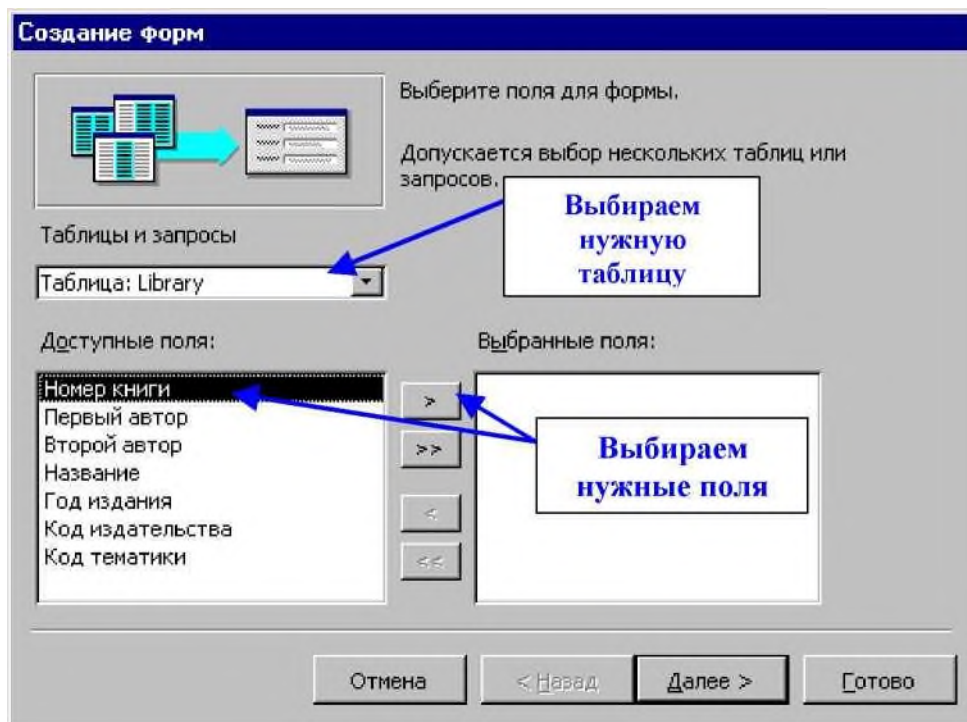 Создание форм
Выберите поля для формы.
Допускается выбор нескольких таблиц или
запросов.
Выбираем
нужную
таблицу
Таблицы и запросы
Таблица: Library
Доступные поля:
Выбранные поля:
Номер книги
Первый автор
Второй автор
Название
Год издания
Код издательства
Код тематики
>
>>
<
<<
Выбираем
нужные поля
Отмена
< Назад
Далее >
Готово